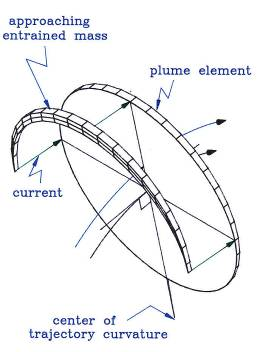 approaching
entrained mass
plume element
current
center of
trajectory curvature